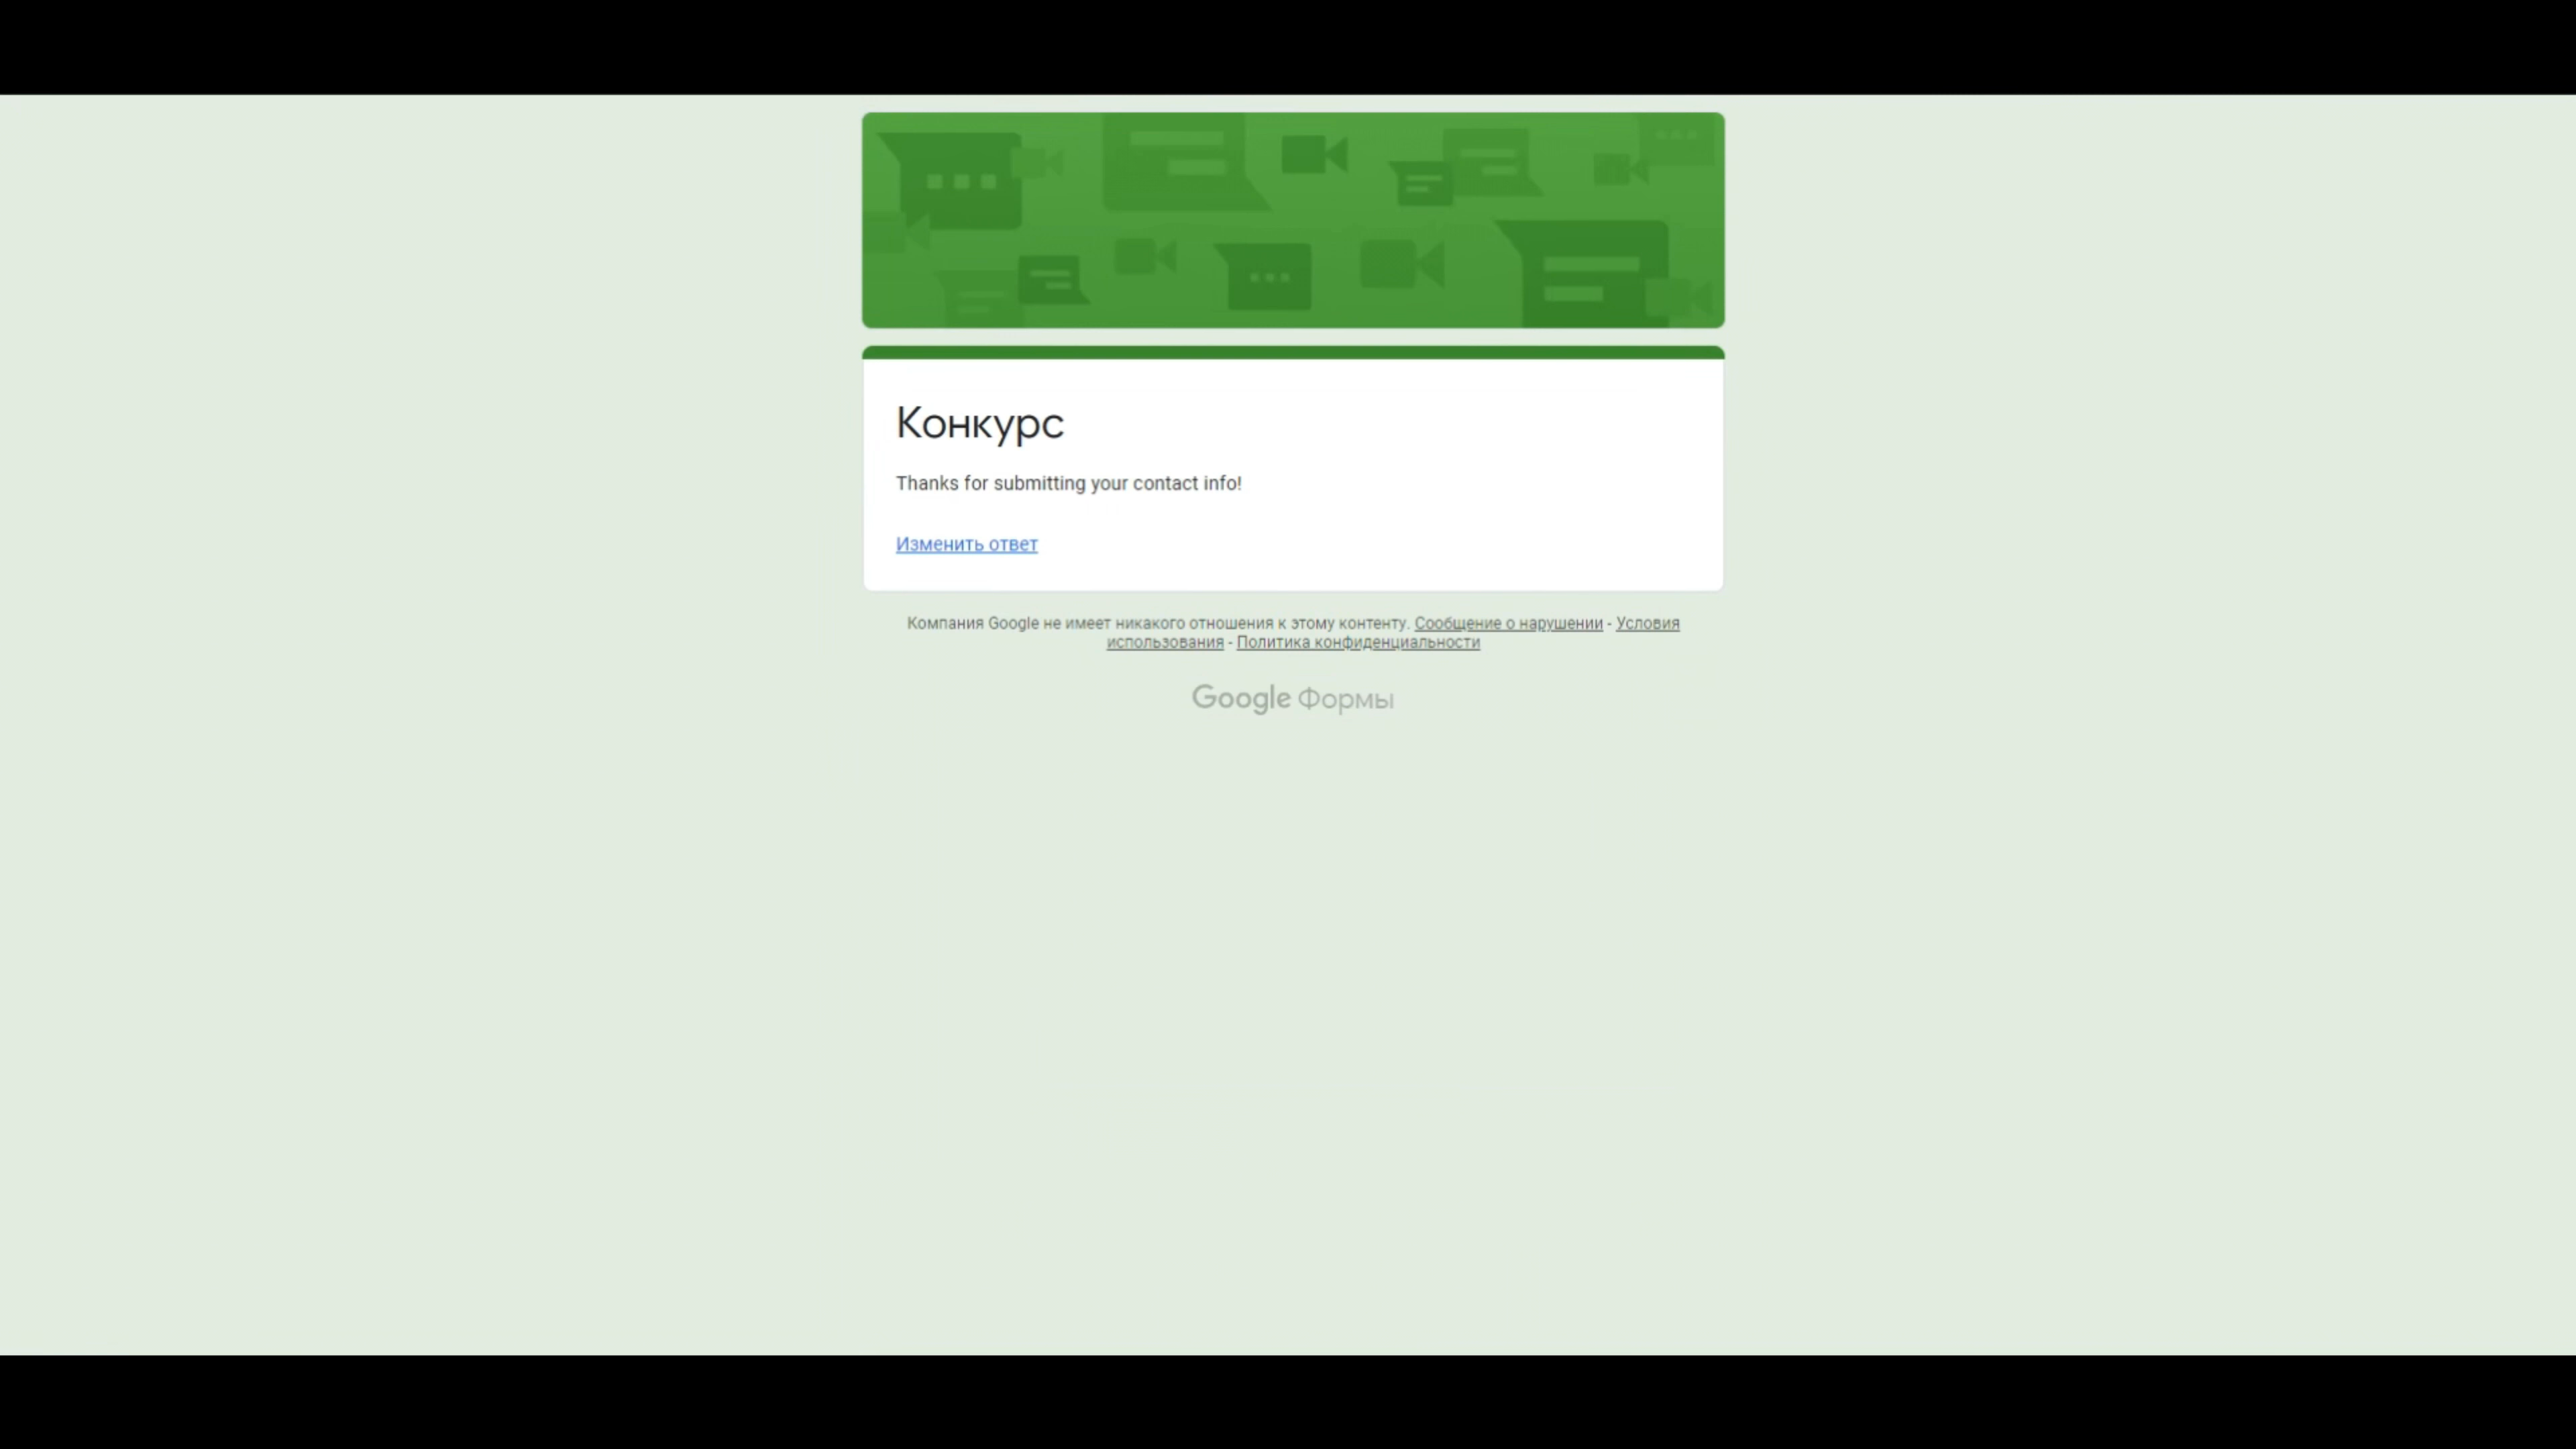 Конкурс
Thanks for submitting your contact info!
Изменить ответ
Компания Google не имеет никакого отношения к этому контенту. Сообщение о нарушении - Условия
использования - Политика конфиденциальности
Google Формы